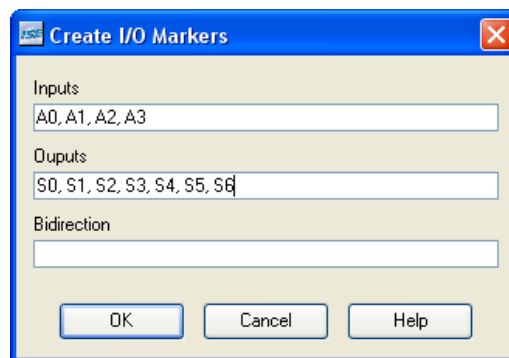 ISE Create I/O Markers
Inputs
A0, A1, A2, A3
Ouputs
S0, S1, S2, S3, S4, S5, S6
Bidirection
OK Cancel Help